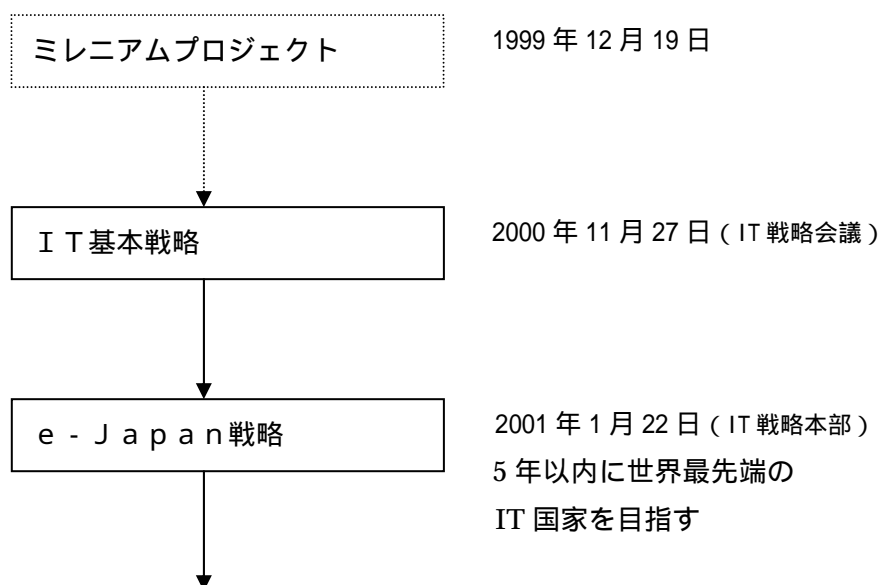 ミレニアムプロジェクト
1999 年 12 月 19 日
IT基本戦略
2000 年 11 月 27 日（IT 戦略会議）
e‐Japan戦略
2001 年 1 月 22 日（IT 戦略本部）
5 年以内に世界最先端の
IT 国家を目指す